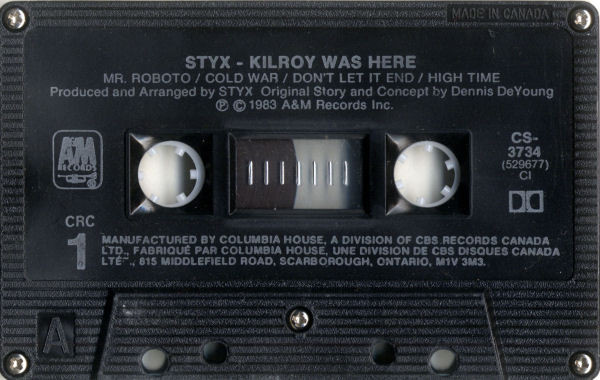 MADE IN CANADA
STYX - KILROY WAS HERE
MR. ROBOTO / COLD WAR / DON'T LET IT END / HIGH TIME
Produced and Arranged by STYX Original Story and Concept by Dennis DeYoung
Ⓟ © 1983 A&M Records Inc.
A&M
RECORDS
CS-
3734
(529677)
CI
CRC
1
MANUFACTURED BY COLUMBIA HOUSE, A DIVISION OF CBS RECORDS CANADA
LTD., FABRIQUÉ PAR COLUMBIA HOUSE, UNE DIVISION DE CBS DISQUES CANADA
LTÉE., 815 MIDDLEFIELD ROAD, SCARBOROUGH, ONTARIO, M1V 3M3.
A